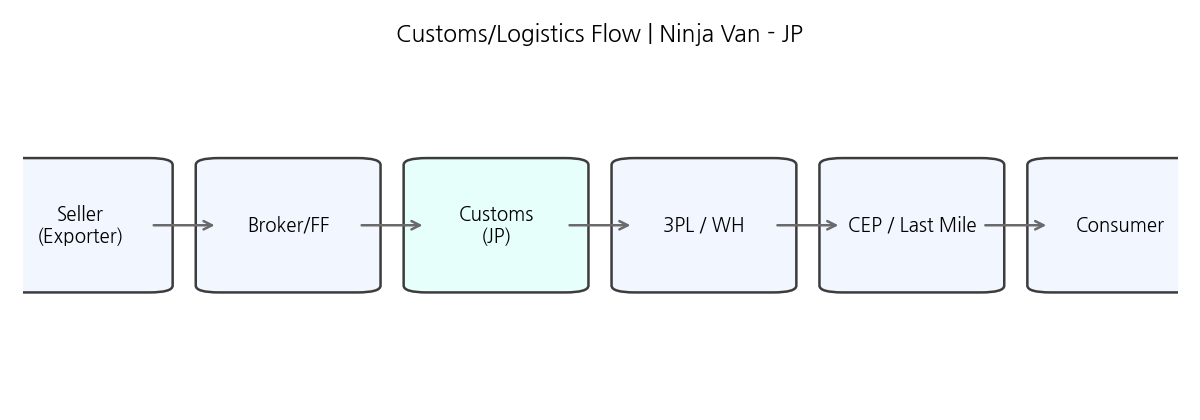 Customs/Logistics Flow | Ninja Van - JP
Seller
(Exporter)
Broker/FF
Customs
(JP)
3PL / WH
CEP / Last Mile
Consumer